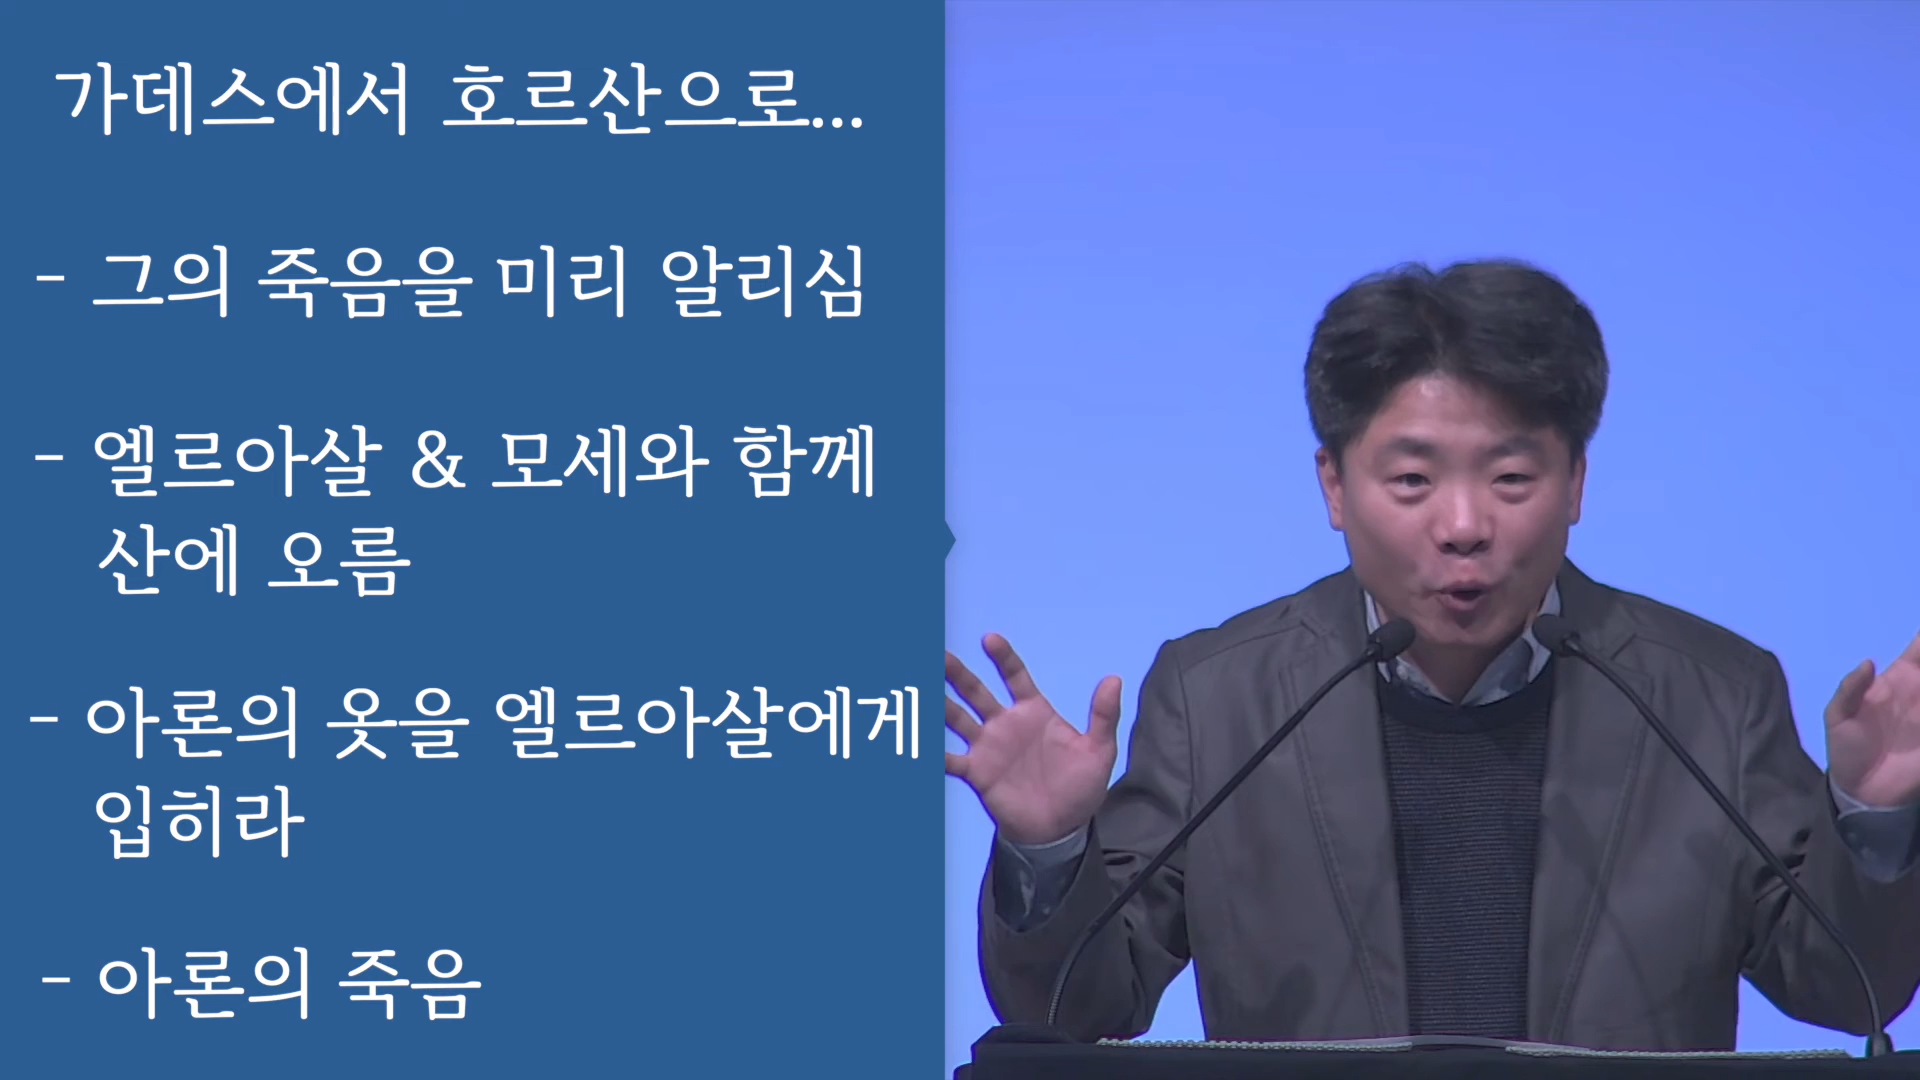 가데스에서 호르산으로...
- 그의 죽음을 미리 알리심
- 엘르아살 & 모세와 함께
산에 오름
- 아론의 옷을 엘르아살에게
입히라
- 아론의 죽음